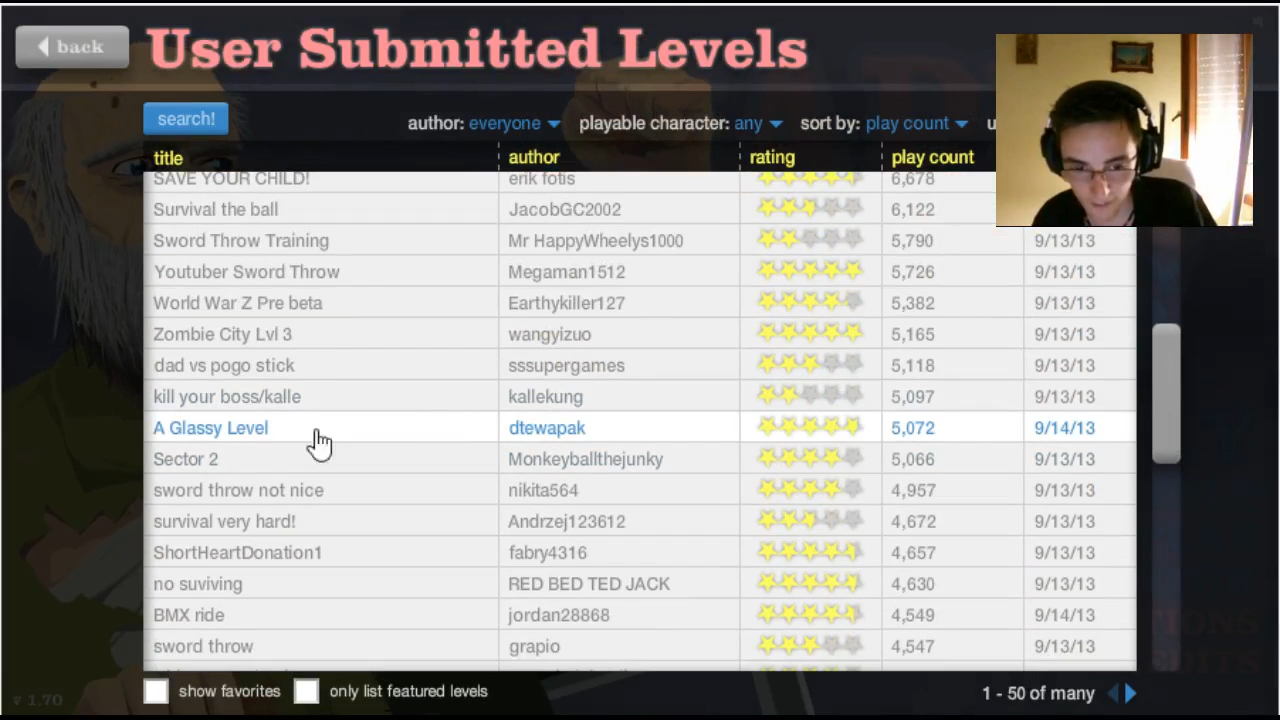 back
User Submitted Levels
search!
author: everyone playable character: any sort by: play count u
title author rating play count
SAVE YOUR CHILD! erik fotis 6,678
Survival the ball JacobGC2002 6,122
Sword Throw Training Mr HappyWheelys1000 5,790 9/13/13
Youtuber Sword Throw Megaman1512 5,726 9/13/13
World War Z Pre beta Earthykiller127 5,382 9/13/13
Zombie City Lvl 3 wangyizuo 5,165 9/13/13
dad vs pogo stick sssupergames 5,118 9/13/13
kill your boss/kalle kallekung 5,097 9/13/13
A Glassy Level dtewapak 5,072 9/14/13
Sector 2 Monkeyballthejunky 5,066 9/13/13
sword throw not nice nikita564 4,957 9/13/13
survival very hard! Andrzej123612 4,672 9/13/13
ShortHeartDonation1 fabry4316 4,657 9/13/13
no suviving RED BED TED JACK 4,630 9/13/13
BMX ride jordan28868 4,549 9/14/13
sword throw grapio 4,547 9/13/13
show favorites only list featured levels 1 - 50 of many
v 1.70